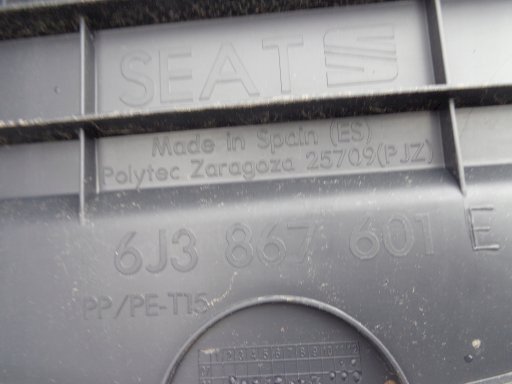 SEAT
Made in Spain (ES)
Polytec Zaragoza 25709(PJZ)
6J3 867 601 E
PP/PE-T15